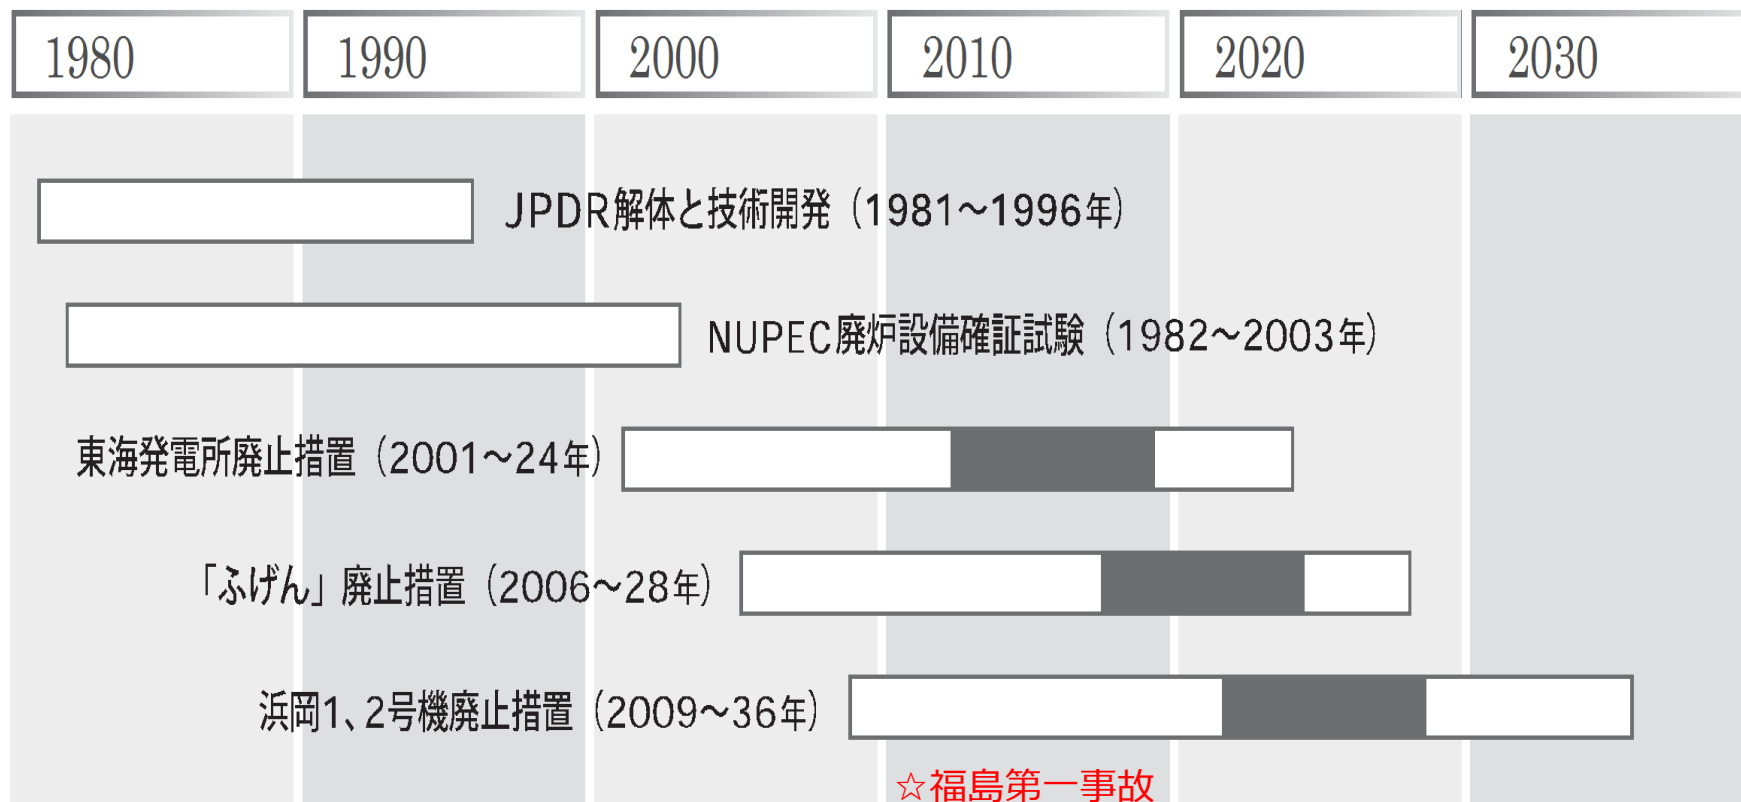 1980 1990 2000 2010 2020 2030
JPDR解体と技術開発（1981～1996年）
NUPEC廃炉設備確証試験（1982～2003年）
東海発電所廃止措置（2001～24年）
「ふげん」廃止措置（2006～28年）
浜岡1、2号機廃止措置（2009～36年）
☆福島第一事故